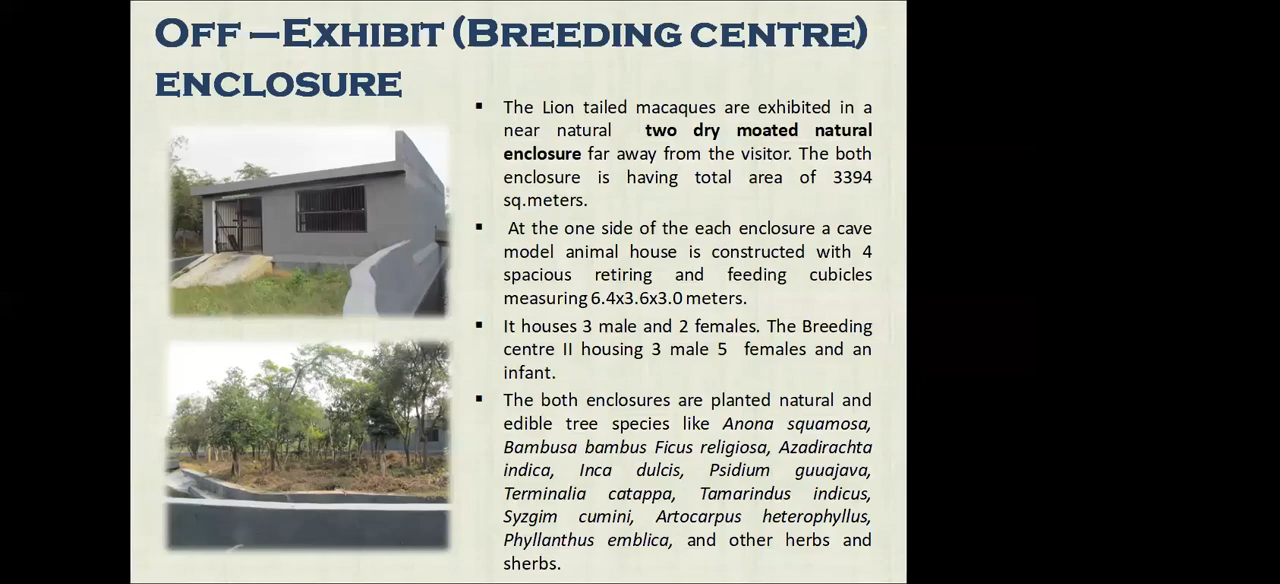 OFF –EXHIBIT (BREEDING CENTRE)
ENCLOSURE
▪ The Lion tailed macaques are exhibited in a
near natural two dry moated natural
enclosure far away from the visitor. The both
enclosure is having total area of 3394
sq.meters.
▪ At the one side of the each enclosure a cave
model animal house is constructed with 4
spacious retiring and feeding cubicles
measuring 6.4x3.6x3.0 meters.
▪ It houses 3 male and 2 females. The Breeding
centre II housing 3 male 5 females and an
infant.
▪ The both enclosures are planted natural and
edible tree species like Anona squamosa,
Bambusa bambus Ficus religiosa, Azadirachta
indica, Inca dulcis, Psidium guuajava,
Terminalia catappa, Tamarindus indicus,
Syzgim cumini, Artocarpus heterophyllus,
Phyllanthus emblica, and other herbs and
sherbs.